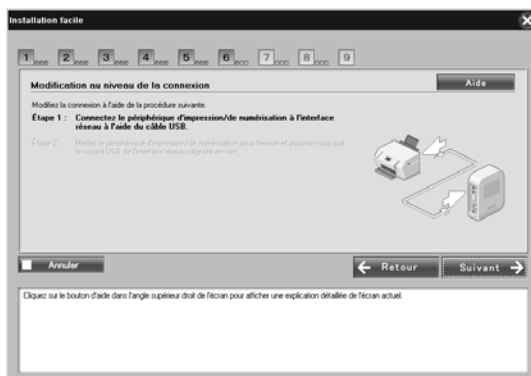 Installation facile
1 2 3 4 5 6 7 8 9
Modification au niveau de la connexion
Aide
Modifiez la connexion à l'aide de la procédure suivante.
Étape 1 : Connectez le périphérique d'impression/de numérisation à l'interface
réseau à l'aide du câble USB.
Étape 2 : Mettez le périphérique d'impression/de numérisation sous tension et assurez-vous que
le voyant USB de l'interface réseau clignote en vert.
Annuler
Retour
Suivant
Cliquez sur le bouton d'aide dans l'angle supérieur droit de l'écran pour afficher une explication détaillée de l'écran actuel.